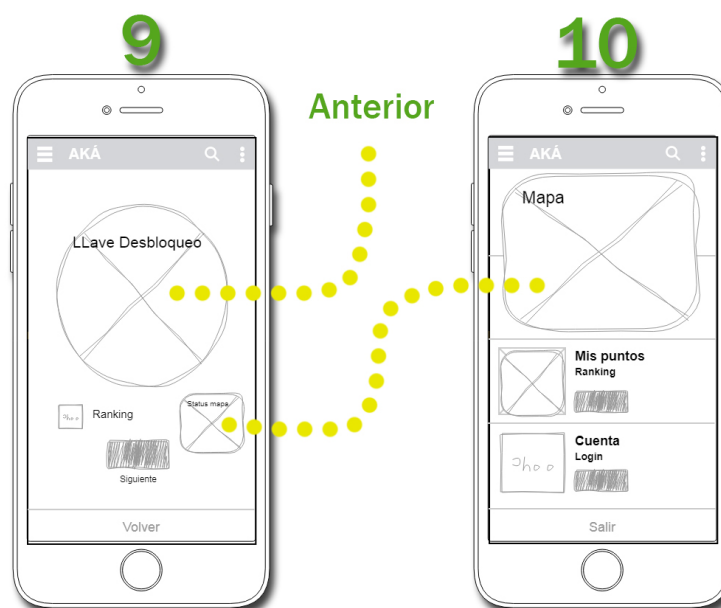 9
10
Anterior
AKÁ
LLave Desbloqueo
Status mapa
Ranking
Siguiente
Volver
AKÁ
Mapa
Mis puntos
Ranking
Cuenta
Login
Salir